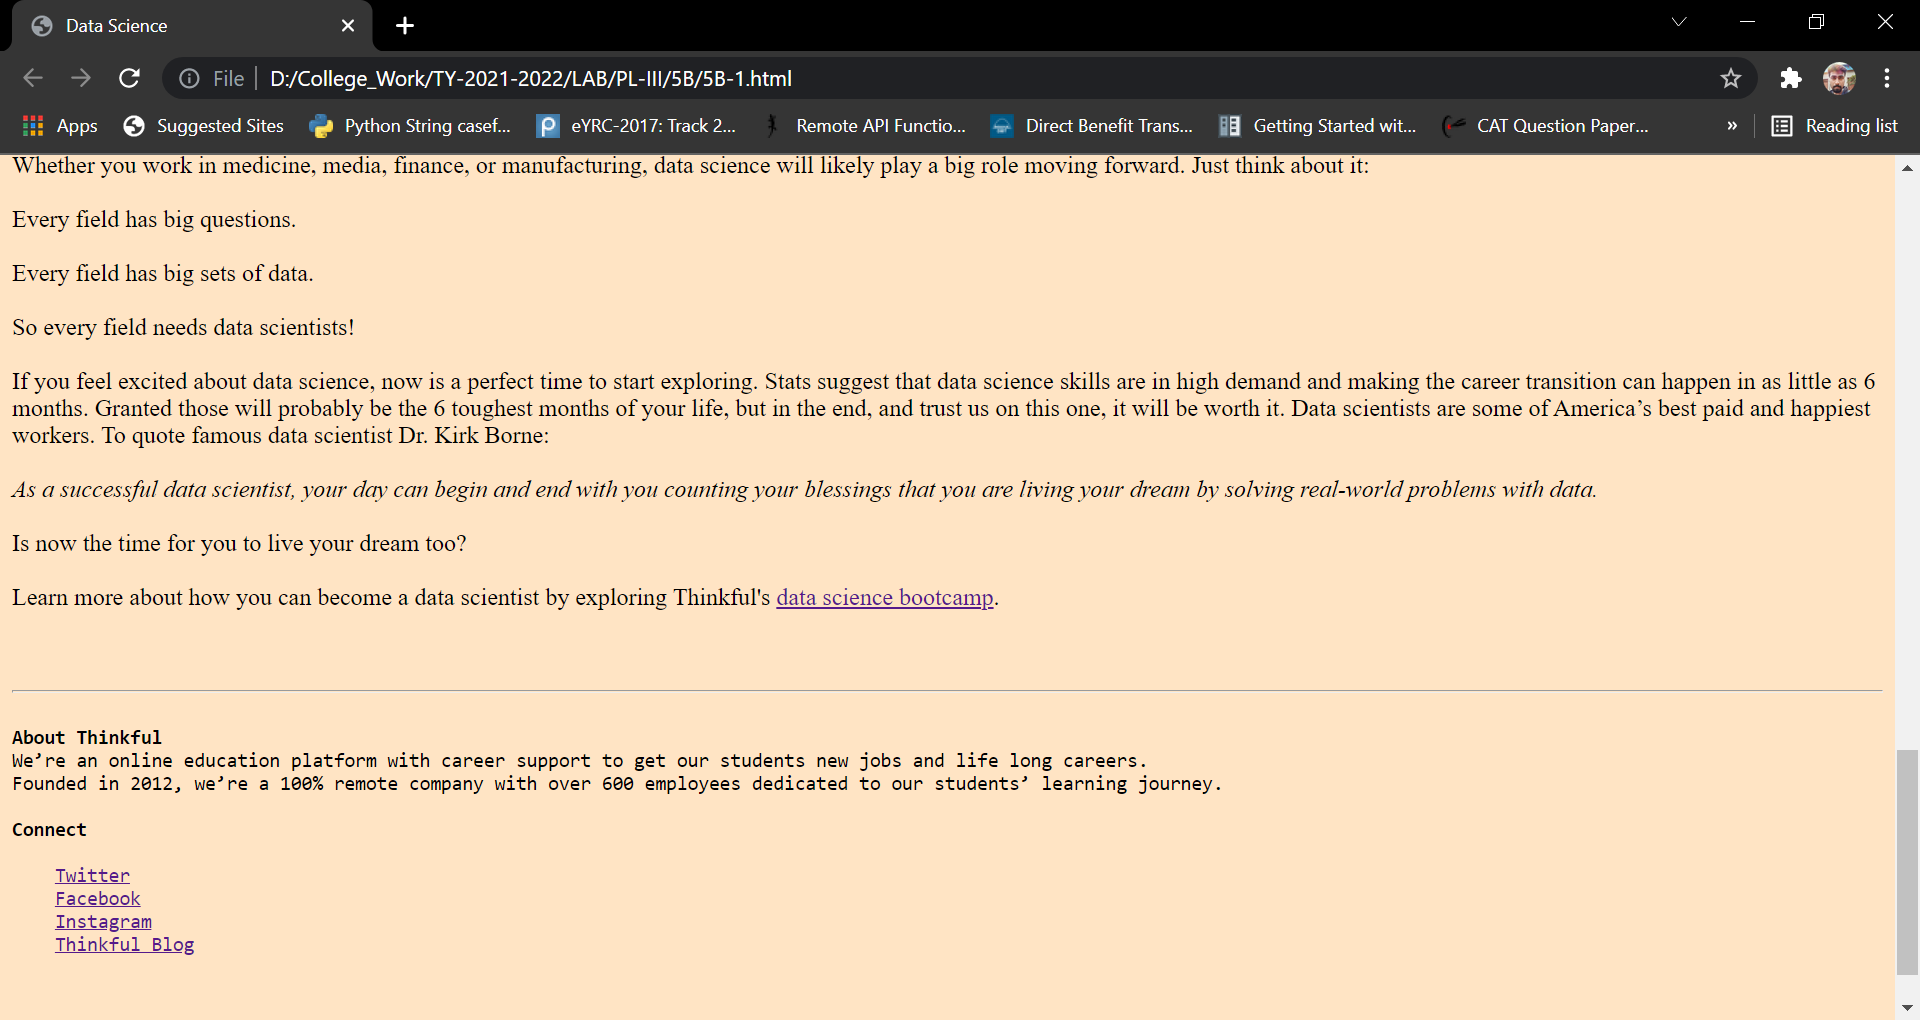 Data Science
File D:/College_Work/TY-2021-2022/LAB/PL-III/5B/5B-1.html
Apps Suggested Sites Python String casef... eYRC-2017: Track 2... Remote API Functio... Direct Benefit Trans... Getting Started wit... CAT Question Paper... » Reading list
Whether you work in medicine, media, finance, or manufacturing, data science will likely play a big role moving forward. Just think about it:
Every field has big questions.
Every field has big sets of data.
So every field needs data scientists!
If you feel excited about data science, now is a perfect time to start exploring. Stats suggest that data science skills are in high demand and making the career transition can happen in as little as 6
months. Granted those will probably be the 6 toughest months of your life, but in the end, and trust us on this one, it will be worth it. Data scientists are some of America’s best paid and happiest
workers. To quote famous data scientist Dr. Kirk Borne:
As a successful data scientist, your day can begin and end with you counting your blessings that you are living your dream by solving real-world problems with data.
Is now the time for you to live your dream too?
Learn more about how you can become a data scientist by exploring Thinkful's data science bootcamp.
About Thinkful
We’re an online education platform with career support to get our students new jobs and life long careers.
Founded in 2012, we’re a 100% remote company with over 600 employees dedicated to our students’ learning journey.
Connect
Twitter
Facebook
Instagram
Thinkful Blog